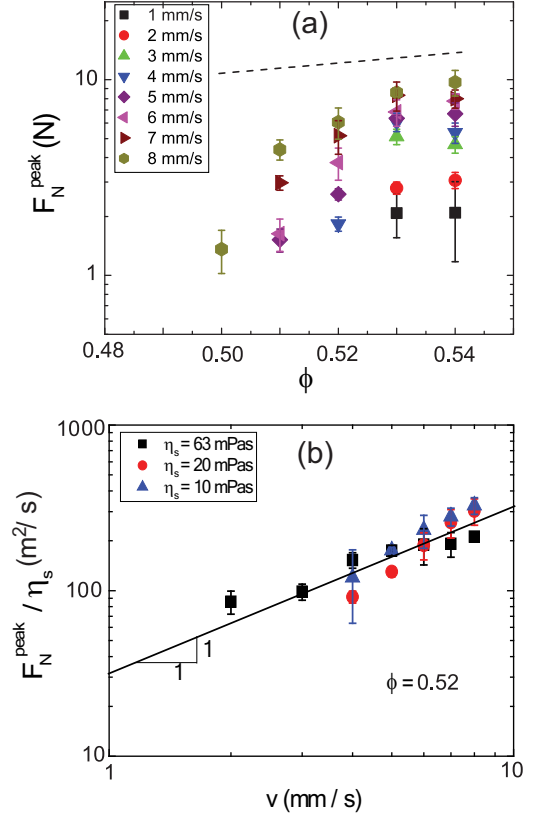 (a)
1 mm/s
2 mm/s
3 mm/s
4 mm/s
5 mm/s
6 mm/s
7 mm/s
8 mm/s
10
1
F_N^peak (N)
0.48 0.50 0.52 0.54
ϕ
(b)
η_s = 63 mPas
η_s = 20 mPas
η_s = 10 mPas
1000
100
10
F_N^peak / η_s (m²/ s)
1
1
ϕ = 0.52
1 10
v (mm / s)